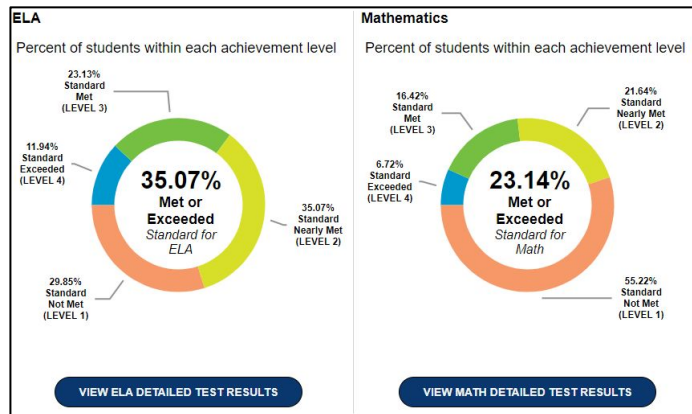 ELA
Percent of students within each achievement level
23.13%
Standard
Met
(LEVEL 3)
11.94%
Standard
Exceeded
(LEVEL 4)
35.07%
Met or
Exceeded
Standard for
ELA
35.07%
Standard
Nearly Met
(LEVEL 2)
29.85%
Standard
Not Met
(LEVEL 1)
VIEW ELA DETAILED TEST RESULTS
Mathematics
Percent of students within each achievement level
16.42%
Standard
Met
(LEVEL 3)
21.64%
Standard
Nearly Met
(LEVEL 2)
6.72%
Standard
Exceeded
(LEVEL 4)
23.14%
Met or
Exceeded
Standard for
Math
55.22%
Standard
Not Met
(LEVEL 1)
VIEW MATH DETAILED TEST RESULTS